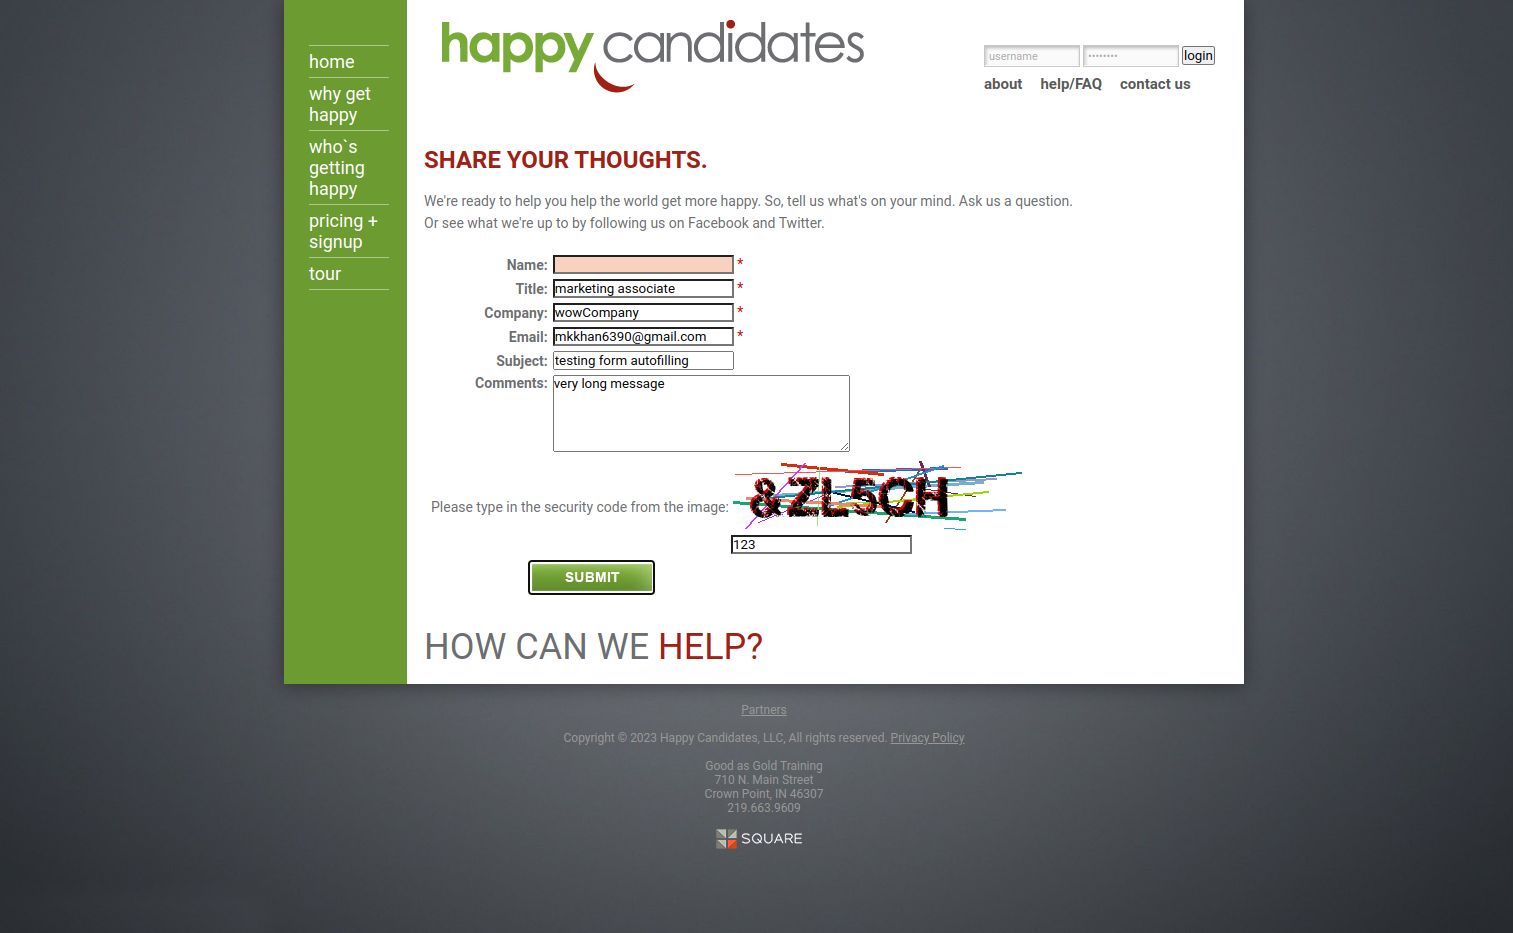 home
why get
happy
who`s
getting
happy
pricing +
signup
tour
happy candidates
username
••••••••
login
about help/FAQ contact us
SHARE YOUR THOUGHTS.
We're ready to help you help the world get more happy. So, tell us what's on your mind. Ask us a question.
Or see what we're up to by following us on Facebook and Twitter.
Name: *
Title: marketing associate *
Company: wowCompany *
Email: mkkhan6390@gmail.com *
Subject: testing form autofilling
Comments: very long message
Please type in the security code from the image: &ZL5CH
123
SUBMIT
HOW CAN WE HELP?
Partners
Copyright © 2023 Happy Candidates, LLC, All rights reserved. Privacy Policy
Good as Gold Training
710 N. Main Street
Crown Point, IN 46307
219.663.9609
SQUARE